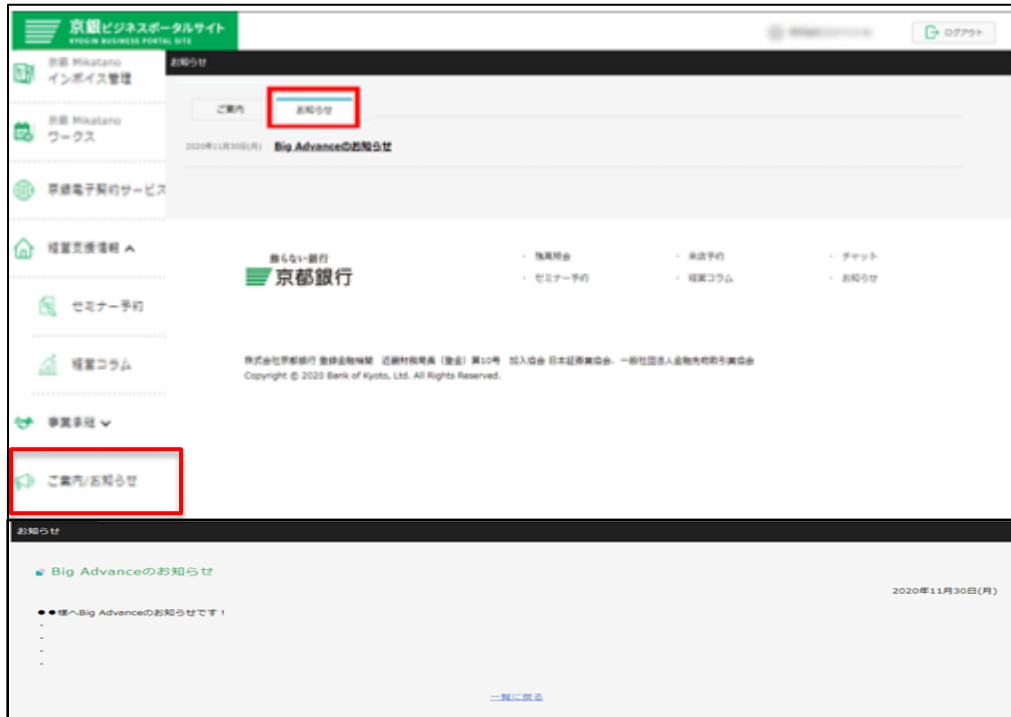 京銀ビジネスポータルサイト
KYOGIN BUSINESS PORTAL SITE
ログアウト
京銀 Mikatano
インボイス管理
京銀 Mikatano
ワークス
京銀電子契約サービス
経営支援情報
セミナー予約
経営コラム
事業承継
ご案内/お知らせ
お知らせ
ご案内
お知らせ
2020年11月30日(月) Big Advanceのお知らせ
飾らない銀行
京都銀行
・ 残高照会
・ 来店予約
・ チャット
・ セミナー予約
・ 経営コラム
・ お知らせ
株式会社京都銀行 登録金融機関 近畿財務局長（登金）第10号 加入協会 日本証券業協会、一般社団法人金融先物取引業協会
Copyright © 2020 Bank of Kyoto, Ltd. All Rights Reserved.
お知らせ
Big Advanceのお知らせ
2020年11月30日(月)
●●様へBig Advanceのお知らせです！
-
-
-
-
一覧に戻る